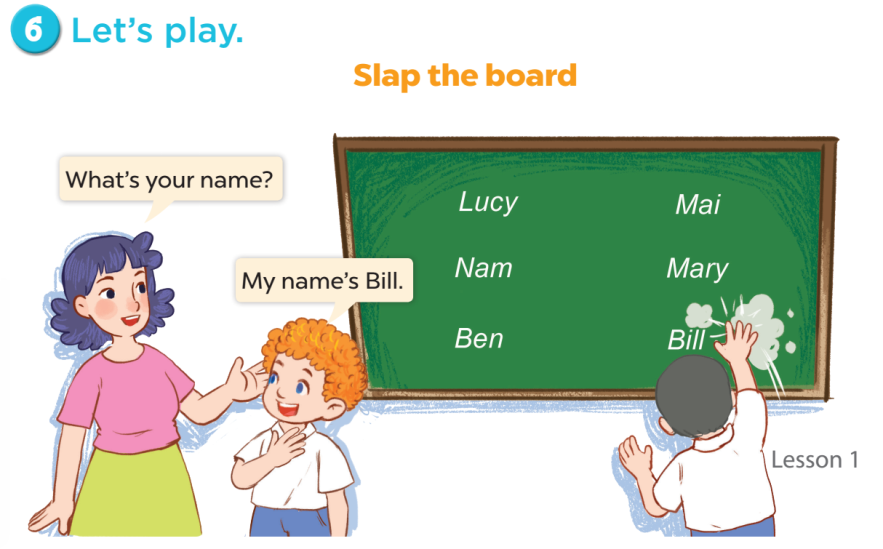 6 Let's play.
Slap the board
What's your name?
My name's Bill.
Lucy Mai
Nam Mary
Ben Bill
Lesson 1